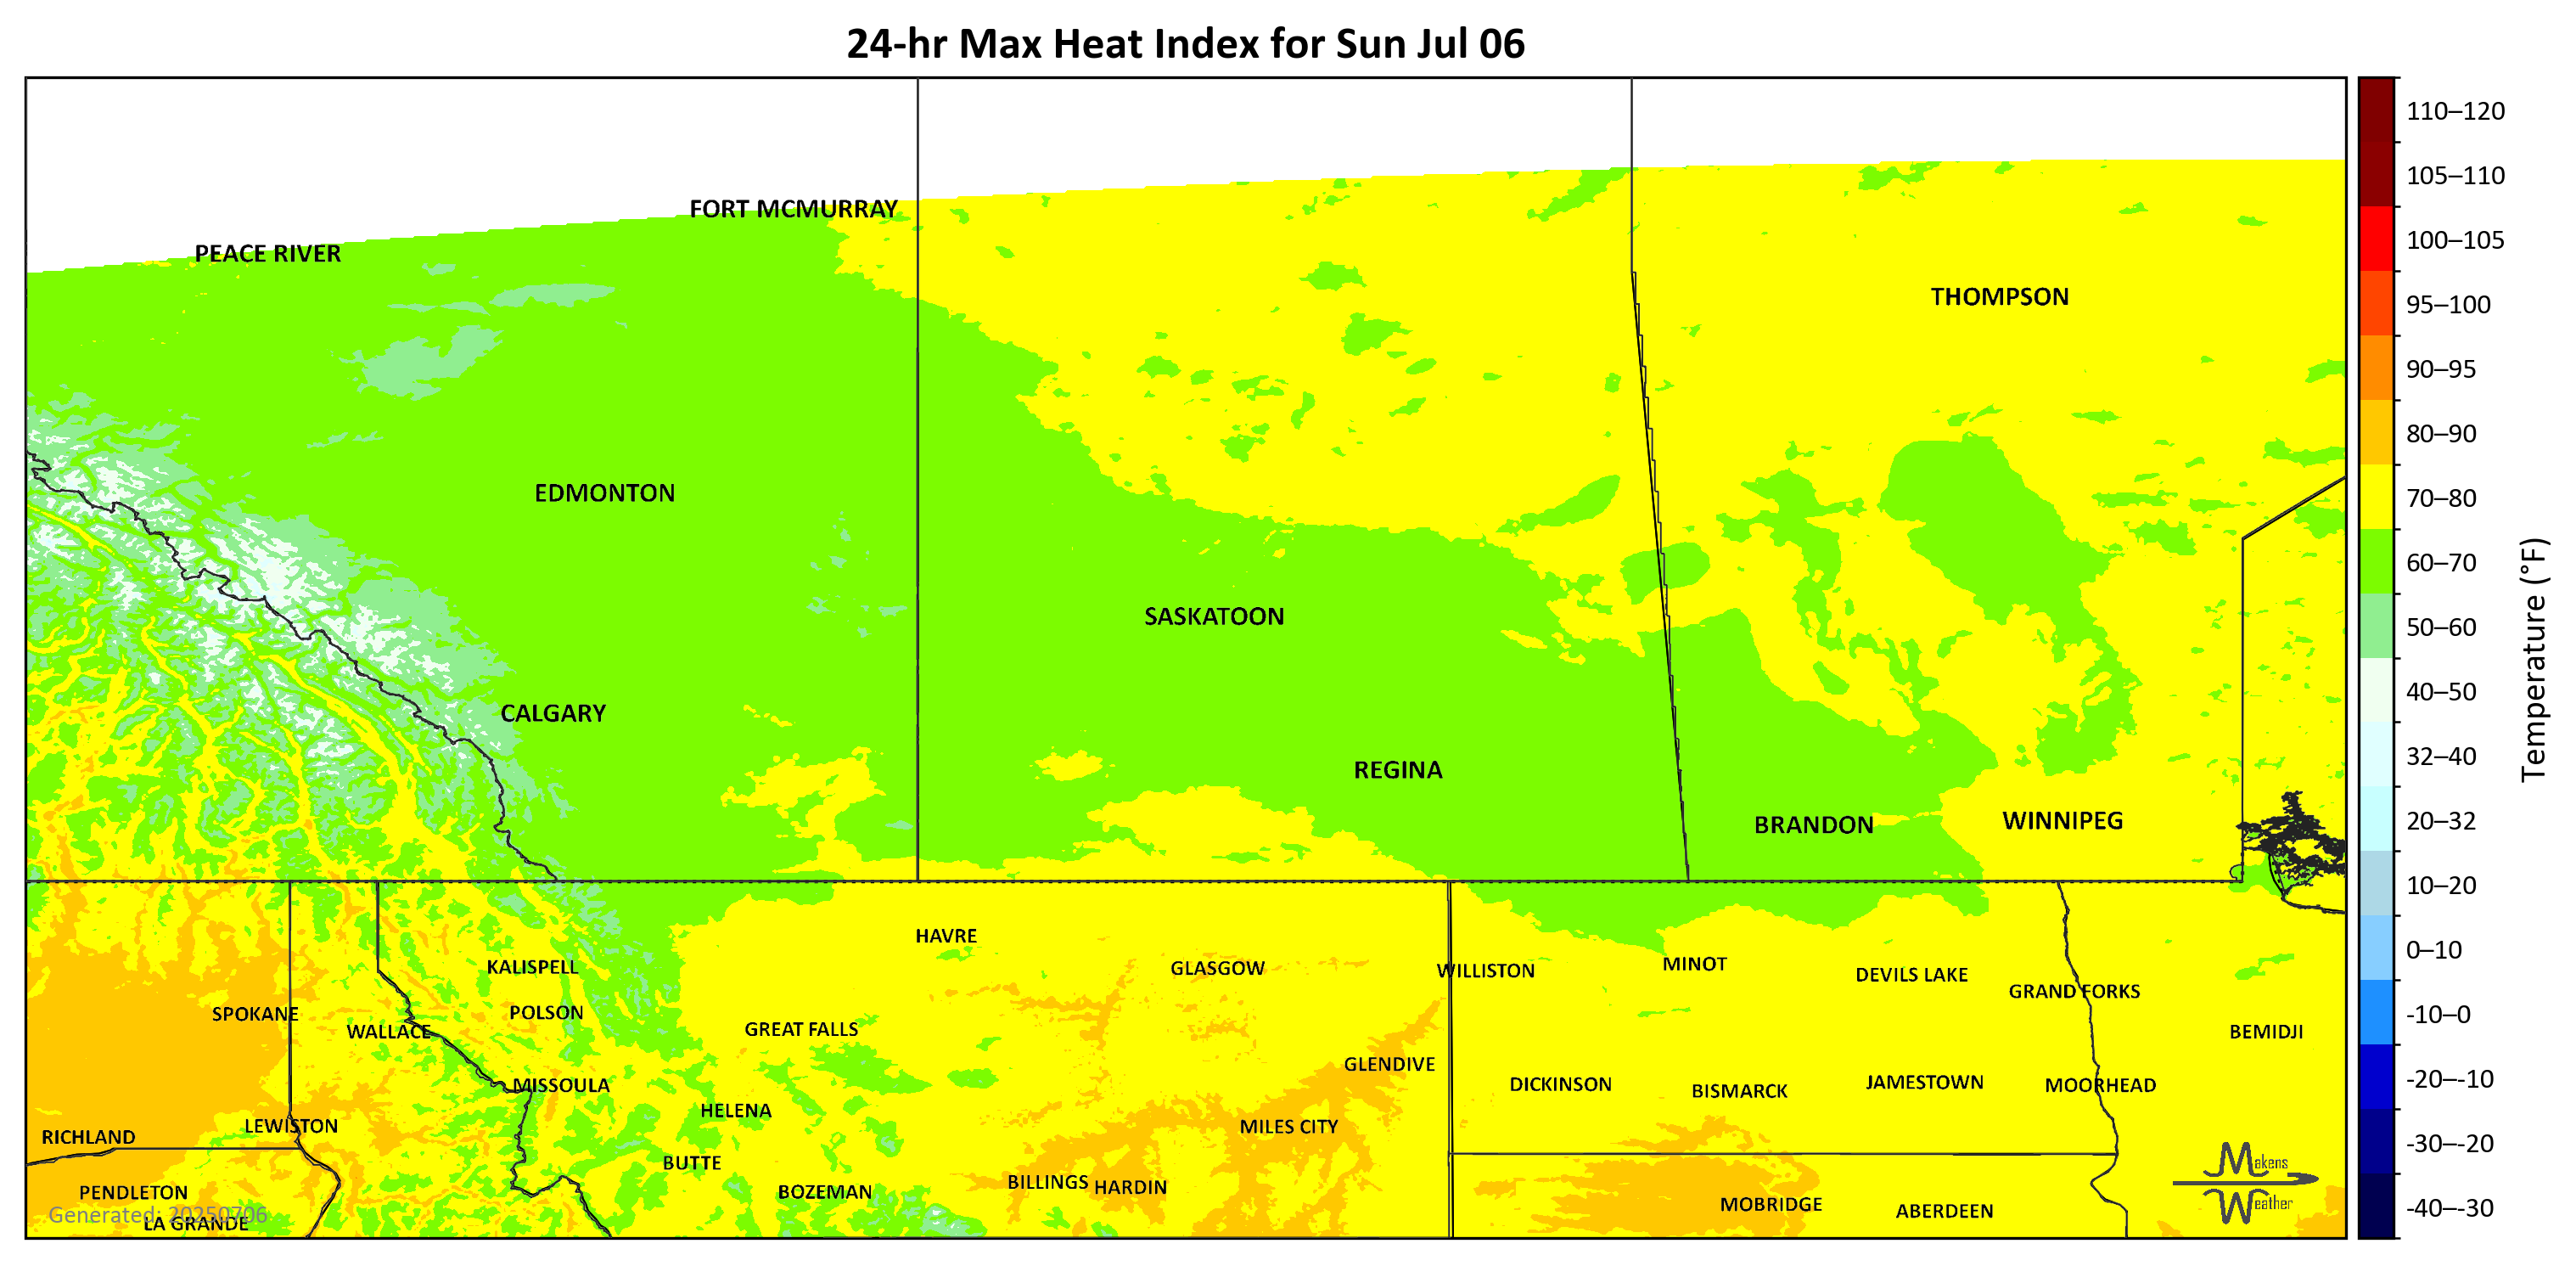 24-hr Max Heat Index for Sun Jul 06
FORT MCMURRAY
PEACE RIVER
THOMPSON
EDMONTON
SASKATOON
CALGARY
REGINA
BRANDON
WINNIPEG
HAVRE
KALISPELL
GLASGOW
WILLISTON
MINOT
DEVILS LAKE
GRAND FORKS
SPOKANE
POLSON
WALLACE
GREAT FALLS
BEMIDJI
GLENDIVE
MISSOULA
DICKINSON
BISMARCK
JAMESTOWN
MOORHEAD
HELENA
LEWISTON
MILES CITY
RICHLAND
BUTTE
PENDLETON
BOZEMAN
BILLINGS
HARDIN
MOBRIDGE
ABERDEEN
Generated: 20250706
LA GRANDE
Makens
Weather
110–120
105–110
100–105
95–100
90–95
80–90
70–80
60–70
50–60
40–50
32–40
20–32
10–20
0–10
-10–0
-20–-10
-30–-20
-40–-30
Temperature (°F)